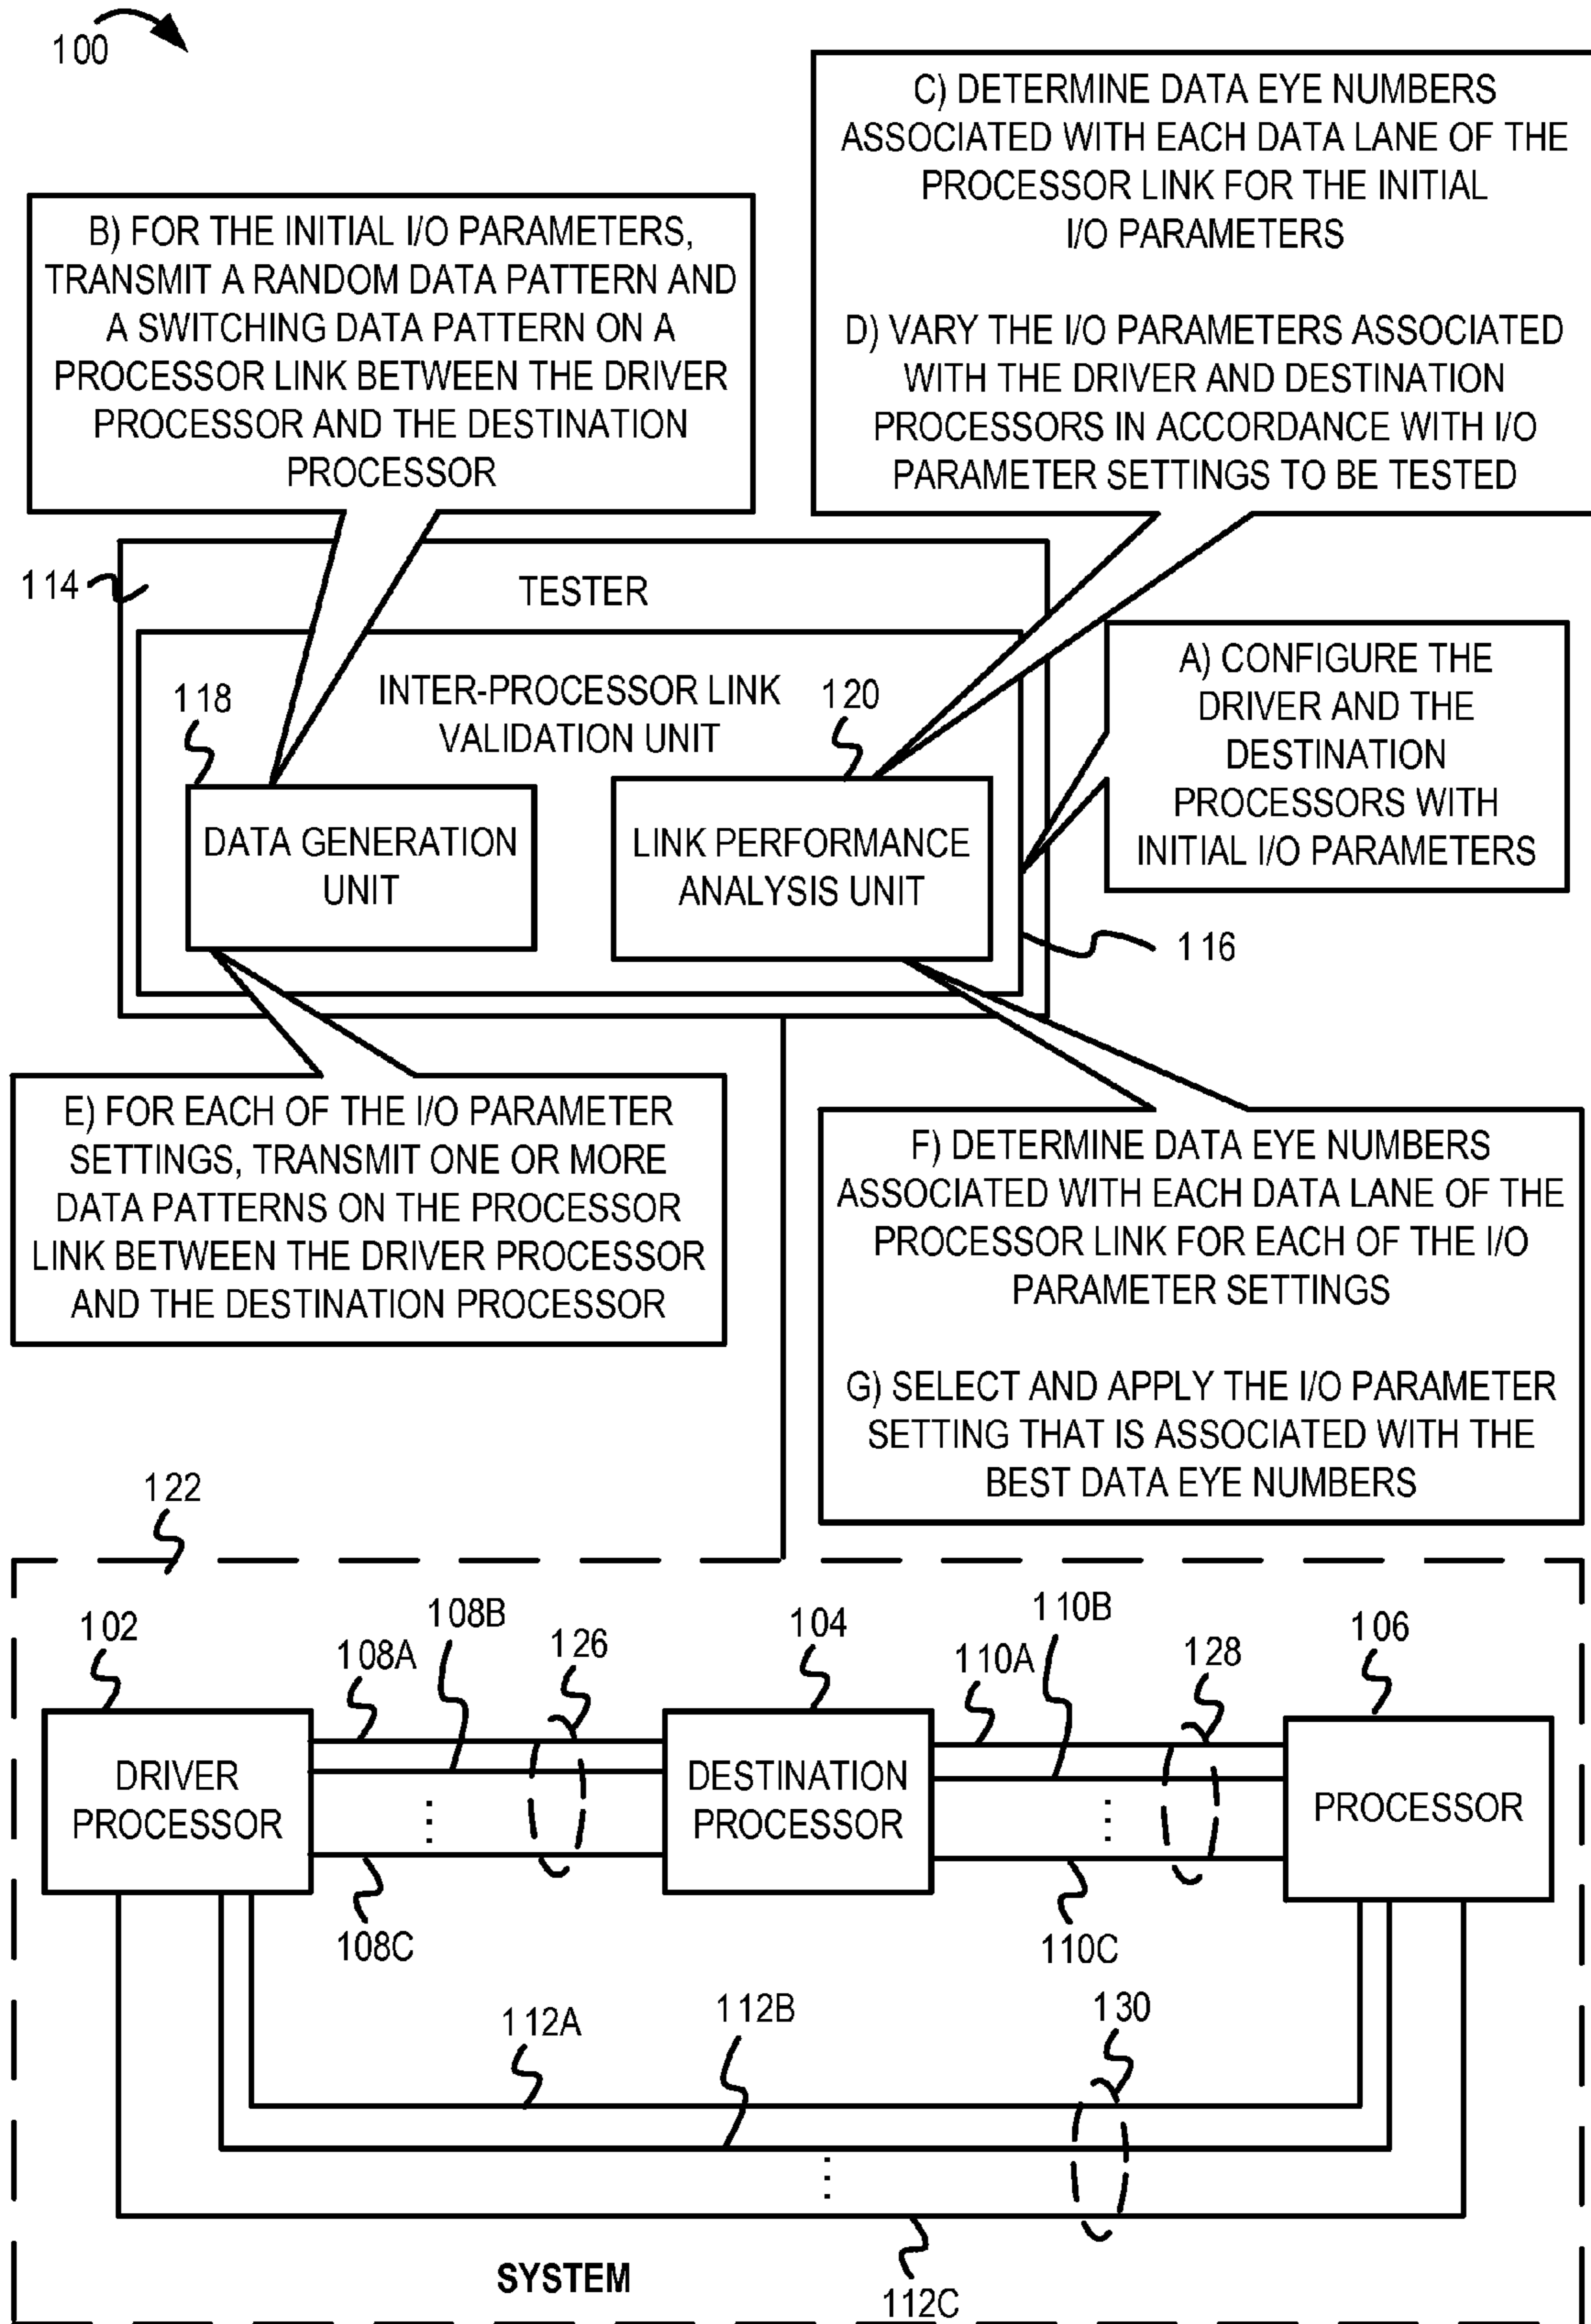 100
C) DETERMINE DATA EYE NUMBERS
ASSOCIATED WITH EACH DATA LANE OF THE
PROCESSOR LINK FOR THE INITIAL
I/O PARAMETERS
D) VARY THE I/O PARAMETERS ASSOCIATED
WITH THE DRIVER AND DESTINATION
PROCESSORS IN ACCORDANCE WITH I/O
PARAMETER SETTINGS TO BE TESTED
B) FOR THE INITIAL I/O PARAMETERS,
TRANSMIT A RANDOM DATA PATTERN AND
A SWITCHING DATA PATTERN ON A
PROCESSOR LINK BETWEEN THE DRIVER
PROCESSOR AND THE DESTINATION
PROCESSOR
114
TESTER
A) CONFIGURE THE
DRIVER AND THE
DESTINATION
PROCESSORS WITH
INITIAL I/O PARAMETERS
118
INTER-PROCESSOR LINK
VALIDATION UNIT
120
DATA GENERATION
UNIT
LINK PERFORMANCE
ANALYSIS UNIT
116
E) FOR EACH OF THE I/O PARAMETER
SETTINGS, TRANSMIT ONE OR MORE
DATA PATTERNS ON THE PROCESSOR
LINK BETWEEN THE DRIVER PROCESSOR
AND THE DESTINATION PROCESSOR
F) DETERMINE DATA EYE NUMBERS
ASSOCIATED WITH EACH DATA LANE OF THE
PROCESSOR LINK FOR EACH OF THE I/O
PARAMETER SETTINGS
G) SELECT AND APPLY THE I/O PARAMETER
SETTING THAT IS ASSOCIATED WITH THE
BEST DATA EYE NUMBERS
122
102
108A
108B
126
104
110A
110B
128
106
DRIVER
PROCESSOR
DESTINATION
PROCESSOR
PROCESSOR
108C
110C
112A
112B
130
SYSTEM
112C